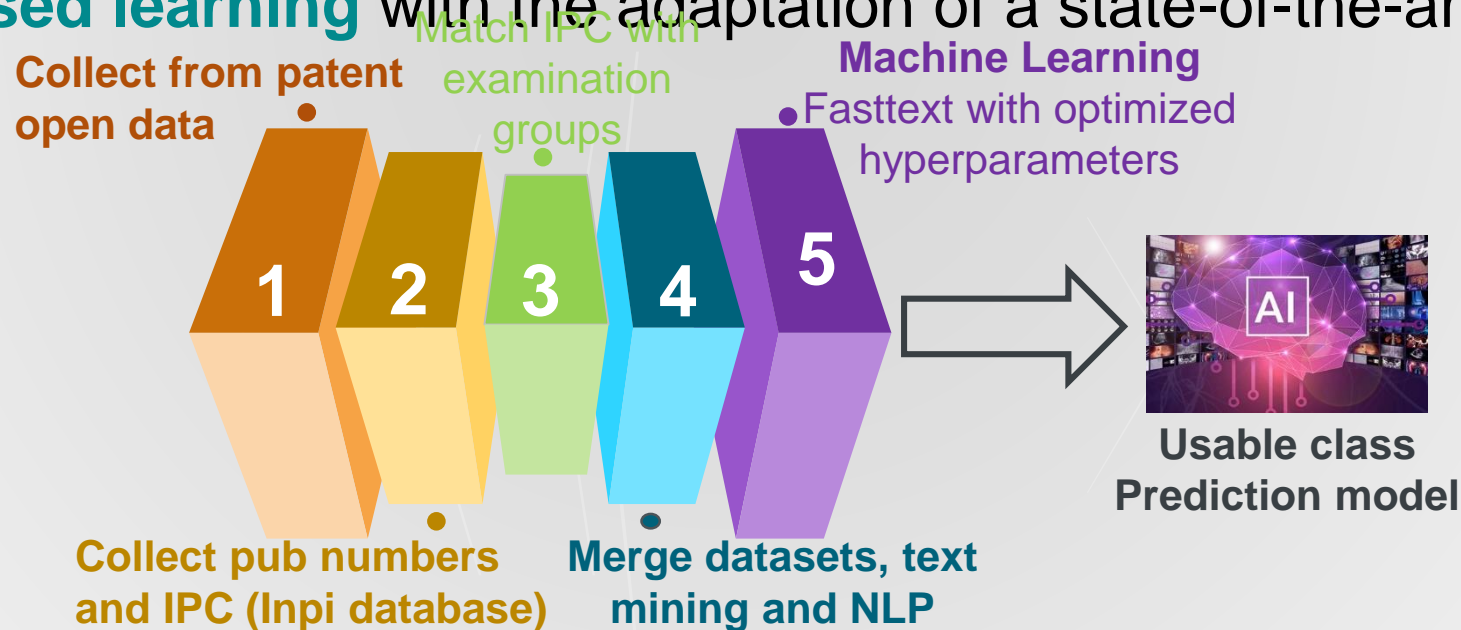 sed learning with the adaptation of a state-of-the-ar
Match IPC with
examination
groups
Collect from patent
open data
Machine Learning
Fasttext with optimized
hyperparameters
1
2
3
4
5
AI
Usable class
Prediction model
Collect pub numbers
and IPC (Inpi database)
Merge datasets, text
mining and NLP